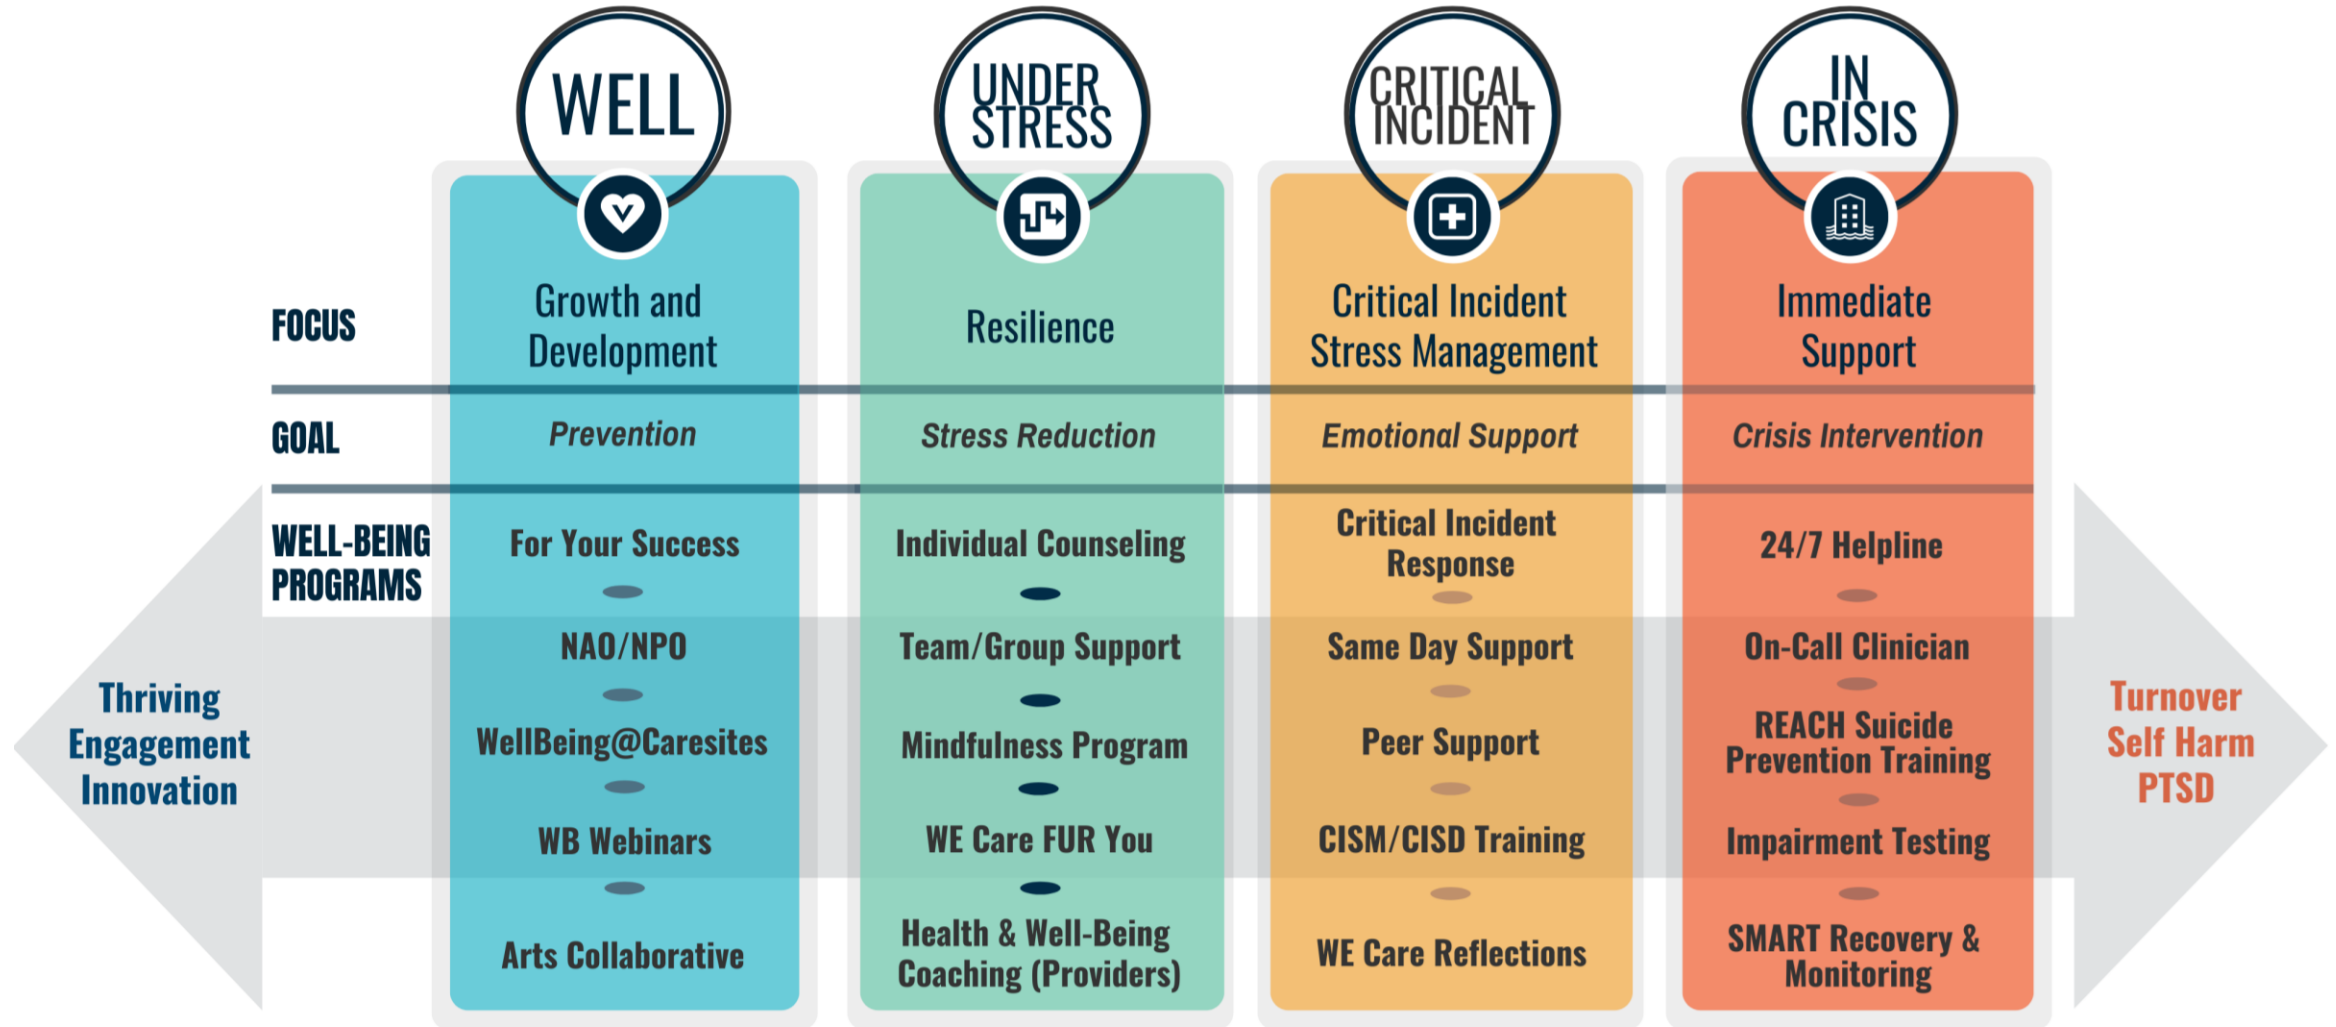 WELL
UNDER
STRESS
CRITICAL
INCIDENT
IN
CRISIS
FOCUS
Growth and
Development
Resilience
Critical Incident
Stress Management
Immediate
Support
GOAL
Prevention
Stress Reduction
Emotional Support
Crisis Intervention
WELL-BEING
PROGRAMS
For Your Success
NAO/NPO
WellBeing@Caresites
WB Webinars
Arts Collaborative
Individual Counseling
Team/Group Support
Mindfulness Program
WE Care FUR You
Health & Well-Being
Coaching (Providers)
Critical Incident
Response
Same Day Support
Peer Support
CISM/CISD Training
WE Care Reflections
24/7 Helpline
On-Call Clinician
REACH Suicide
Prevention Training
Impairment Testing
SMART Recovery &
Monitoring
Thriving
Engagement
Innovation
Turnover
Self Harm
PTSD